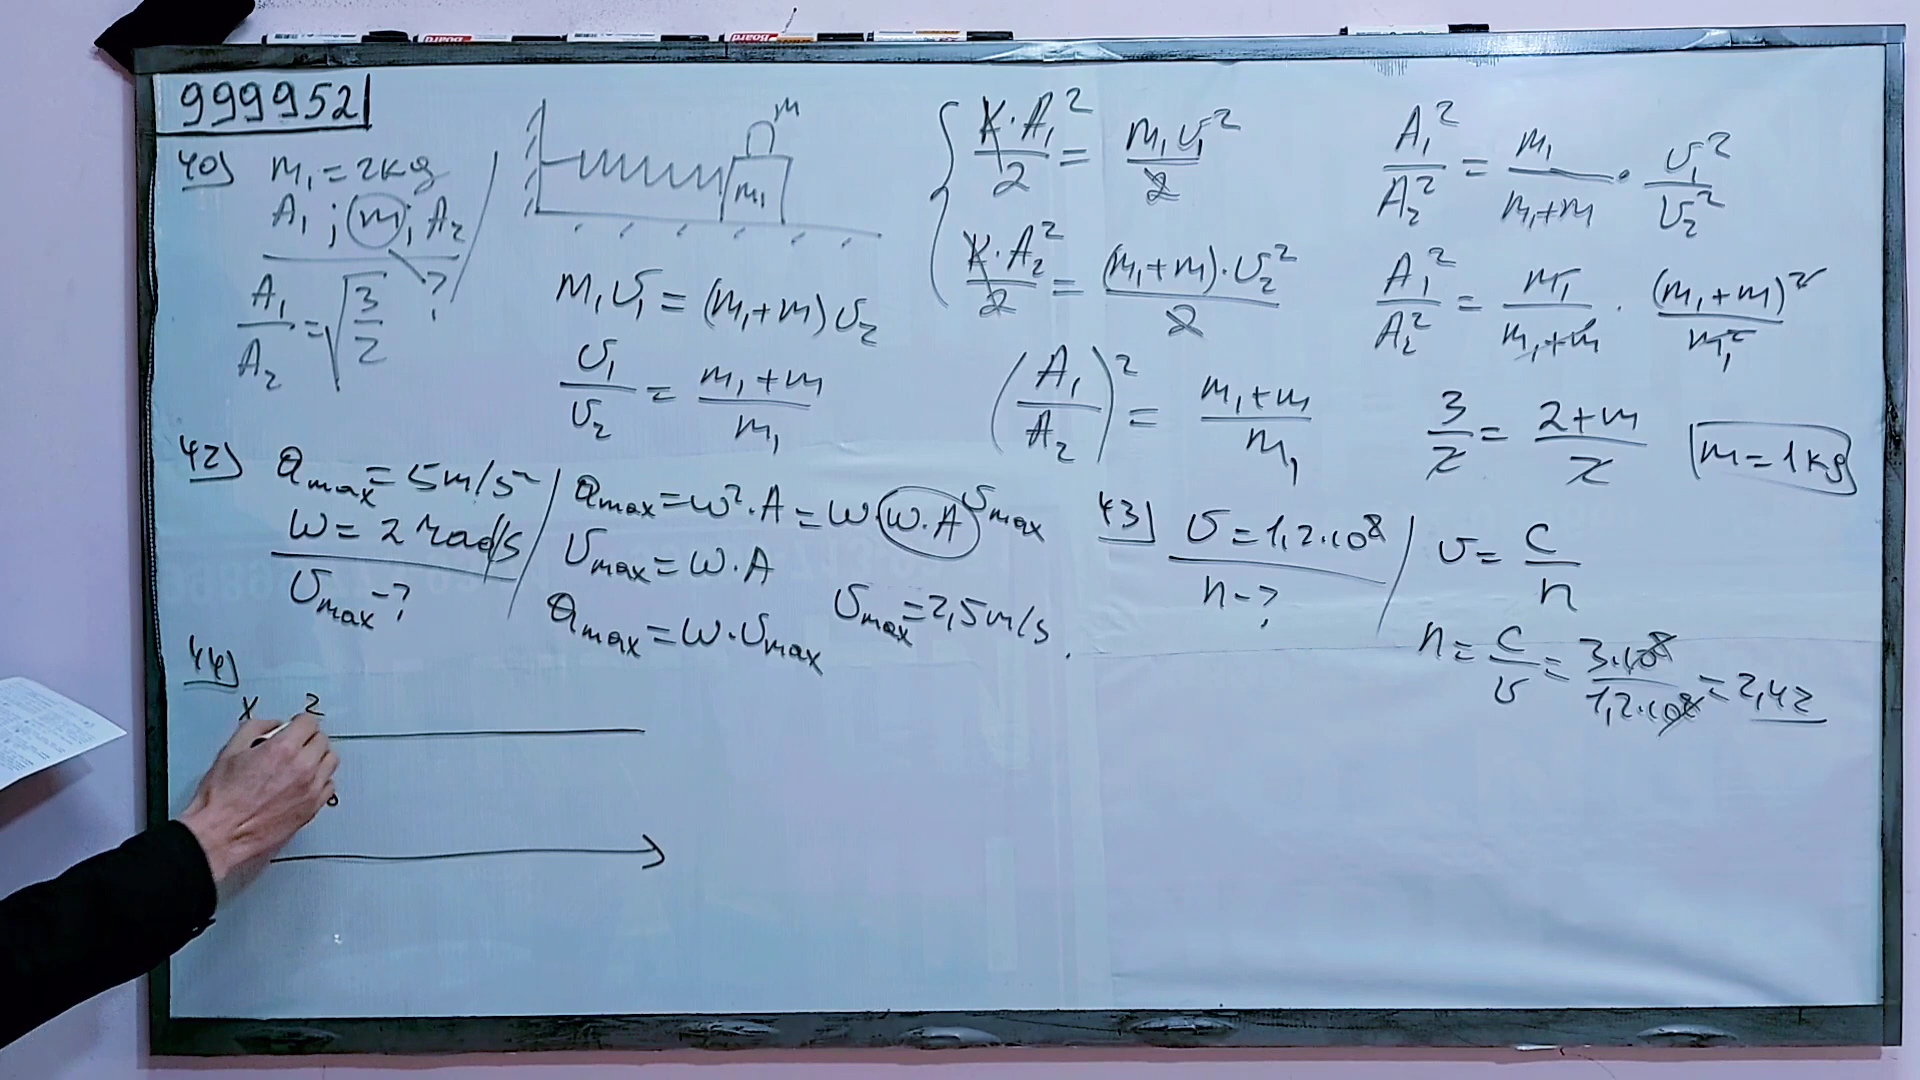 999952
40) m₁ = 2kg
A₁ ; m ; A₂
?
A₁/A₂ = √(3/2)
m
m₁
m₁υ₁ = (m₁+m)υ₂
υ₁/υ₂ = (m₁+m)/m₁
K·A₁²/2 = m₁υ₁²/2
K·A₂²/2 = (m₁+m)·υ₂²/2
(A₁/A₂)² = (m₁+m)/m₁
A₁²/A₂² = m₁/(m₁+m) · υ₁²/υ₂²
A₁²/A₂² = m₁/(m₁+m) · (m₁+m)²/m₁²
3/2 = (2+m)/2
m = 1kg
42) a_max = 5m/s²
ω = 2 rad/s
υ_max - ?
a_max = ω²·A = ω·(ω·A) υ_max
υ_max = ω·A
a_max = ω·υ_max
υ_max = 2,5m/s.
43) υ = 1,2·10⁸
n - ?
υ = c/n
n = c/υ = 3·10⁸/1,2·10⁸ = 2,42
44)
x 2